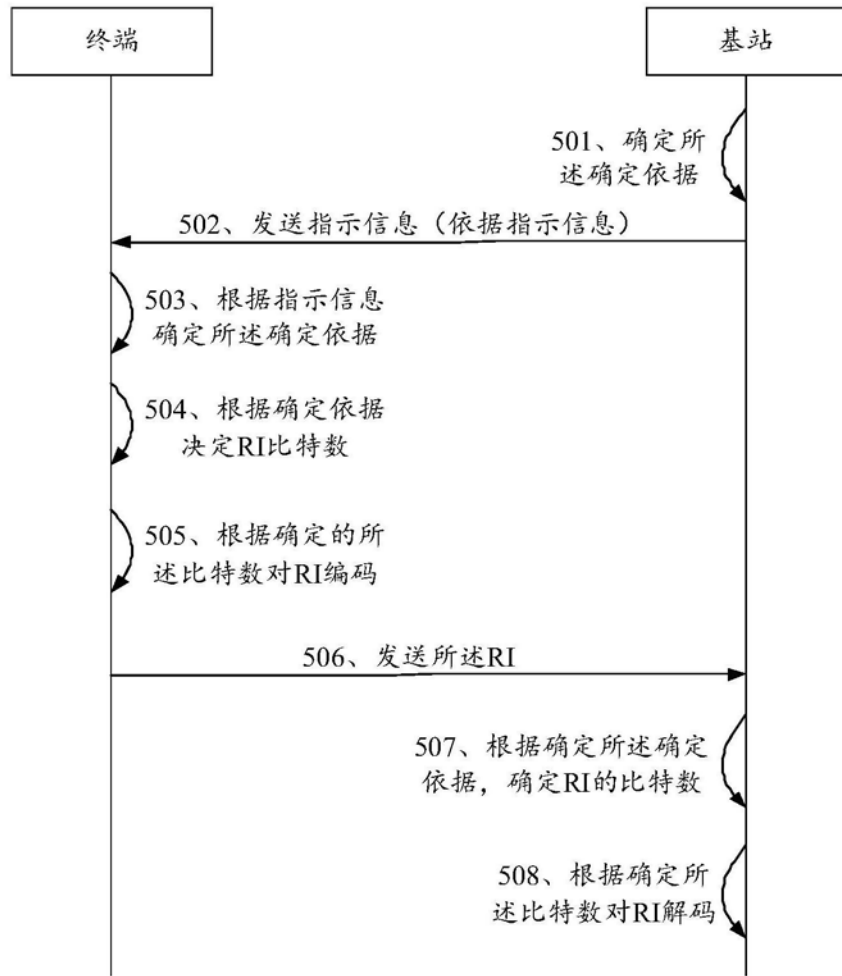 终端
基站
501、确定所
述确定依据
502、发送指示信息（依据指示信息）
503、根据指示信息
确定所述确定依据
504、根据确定依据
决定RI比特数
505、根据确定的所
述比特数对RI编码
506、发送所述RI
507、根据确定所述确定
依据，确定RI的比特数
508、根据确定所
述比特数对RI解码